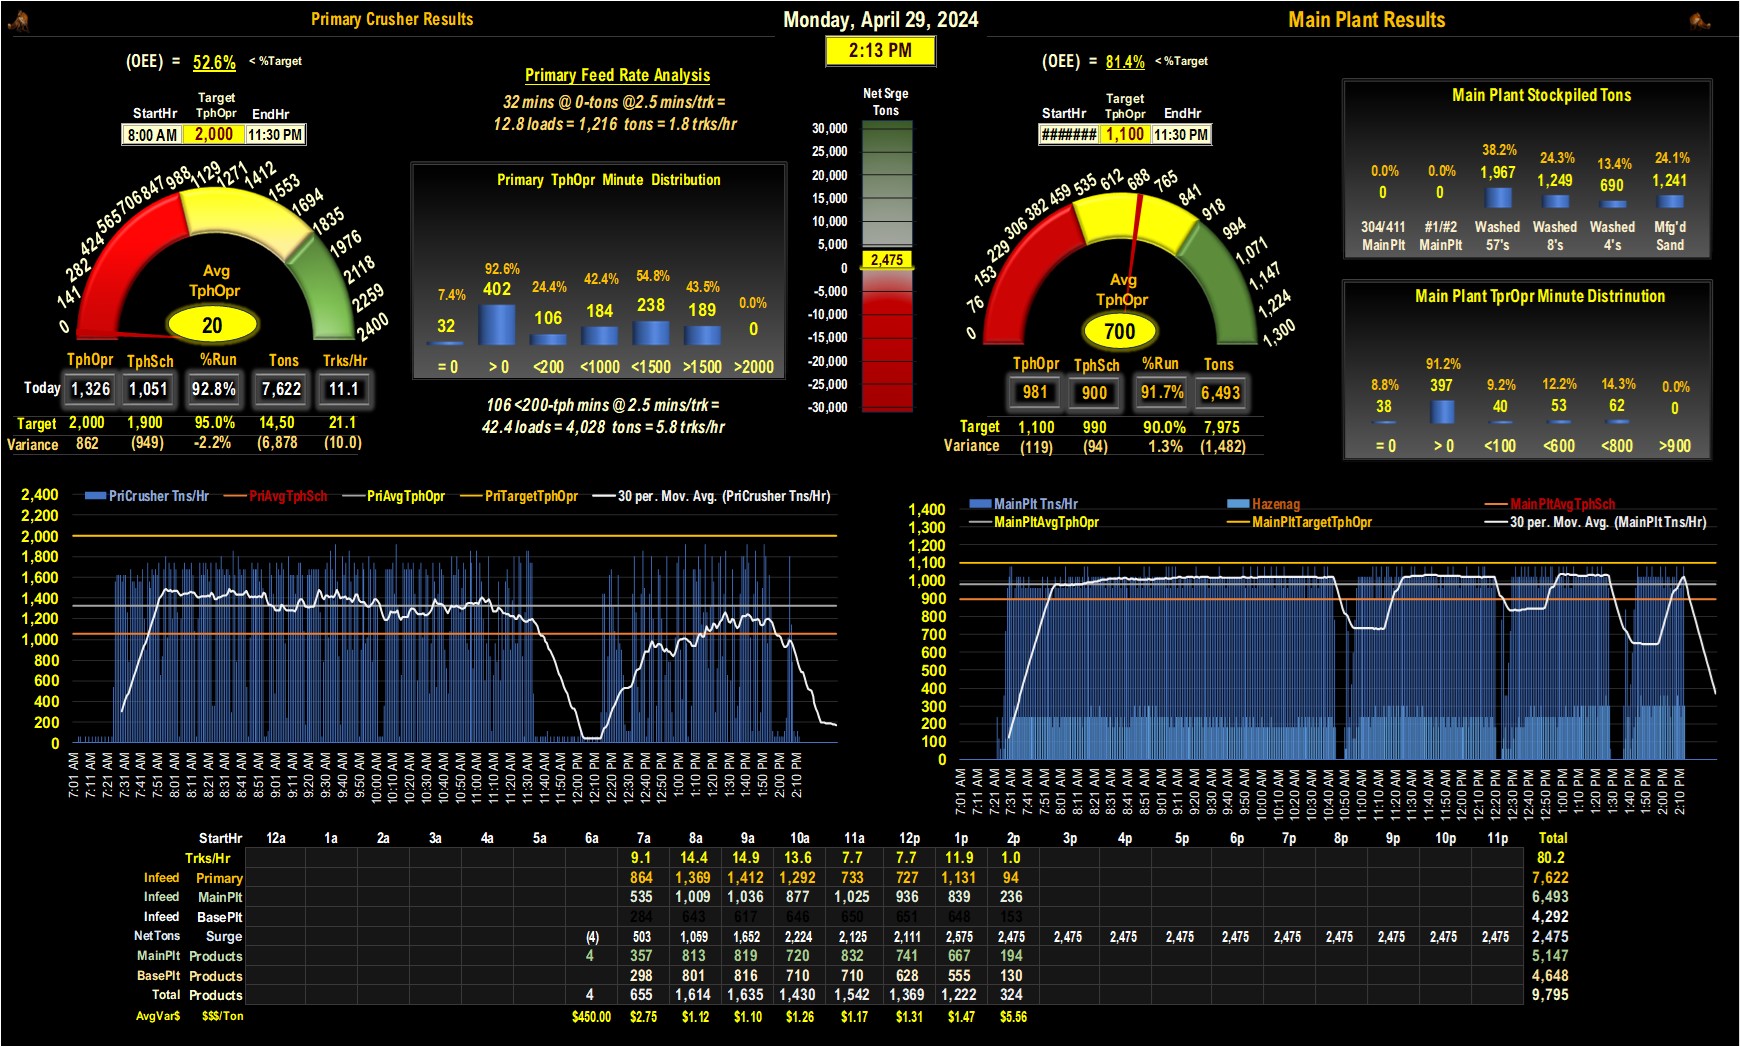 Primary Crusher Results
Monday, April 29, 2024
Main Plant Results
2:13 PM
(OEE) = 52.6% < %Target
Target
StartHr TphOpr EndHr
8:00 AM 2,000 11:30 PM
0 141 282 424 565 706 847 988 1129 1271 1412 1553 1694 1835 1976 2118 2259 2400
Avg
TphOpr
20
TphOpr TphSch %Run Tons Trks/Hr
Today 1,326 1,051 92.8% 7,622 11.1
Target 2,000 1,900 95.0% 14,50 21.1
Variance 862 (949) -2.2% (6,878 (10.0)
Primary Feed Rate Analysis
32 mins @ 0-tons @2.5 mins/trk =
12.8 loads = 1,216 tons = 1.8 trks/hr
Primary TphOpr Minute Distribution
7.4% 92.6% 24.4% 42.4% 54.8% 43.5% 0.0%
32 402 106 184 238 189 0
= 0 > 0 <200 <1000 <1500 >1500 >2000
106 <200-tph mins @ 2.5 mins/trk =
42.4 loads = 4,028 tons = 5.8 trks/hr
Net Srge
Tons
30,000
25,000
20,000
15,000
10,000
5,000
2,475
0
-5,000
-10,000
-15,000
-20,000
-25,000
-30,000
(OEE) = 81.4% < %Target
Target
StartHr TphOpr EndHr
####### 1,100 11:30 PM
0 76 153 229 306 382 459 535 612 688 765 841 918 994 1,071 1,147 1,224 1,300
Avg
TphOpr
700
TphOpr TphSch %Run Tons
981 900 91.7% 6,493
Target 1,100 990 90.0% 7,975
Variance (119) (94) 1.3% (1,482)
Main Plant Stockpiled Tons
0.0% 0.0% 38.2% 24.3% 13.4% 24.1%
0 0 1,967 1,249 690 1,241
304/411 #1/#2 Washed Washed Washed Mfg'd
MainPlt MainPlt 57's 8's 4's Sand
Main Plant TprOpr Minute Distrinution
8.8% 91.2% 9.2% 12.2% 14.3% 0.0%
38 397 40 53 62 0
= 0 > 0 <100 <600 <800 >900
PriCrusher Tns/Hr PriAvgTphSch PriAvgTphOpr PriTargetTphOpr 30 per. Mov. Avg. (PriCrusher Tns/Hr)
2,400
2,200
2,000
1,800
1,600
1,400
1,200
1,000
800
600
400
200
0
7:01 AM 7:11 AM 7:21 AM 7:31 AM 7:41 AM 7:51 AM 8:01 AM 8:11 AM 8:21 AM 8:31 AM 8:41 AM 8:51 AM 9:01 AM 9:11 AM 9:20 AM 9:30 AM 9:40 AM 9:50 AM 10:00 AM 10:10 AM 10:20 AM 10:30 AM 10:40 AM 10:50 AM 11:00 AM 11:10 AM 11:20 AM 11:30 AM 11:40 AM 11:50 AM 12:00 PM 12:10 PM 12:20 PM 12:30 PM 12:40 PM 12:50 PM 1:00 PM 1:10 PM 1:20 PM 1:30 PM 1:40 PM 1:50 PM 2:00 PM 2:10 PM
MainPlt Tns/Hr Hazenag MainPltAvgTphSch
MainPltAvgTphOpr MainPltTargetTphOpr 30 per. Mov. Avg. (MainPlt Tns/Hr)
1,400
1,300
1,200
1,100
1,000
900
800
700
600
500
400
300
200
100
0
7:01 AM 7:11 AM 7:21 AM 7:31 AM 7:41 AM 7:51 AM 8:01 AM 8:11 AM 8:21 AM 8:31 AM 8:41 AM 8:55 AM 9:01 AM 9:11 AM 9:20 AM 9:30 AM 9:40 AM 9:50 AM 10:00 AM 10:10 AM 10:20 AM 10:30 AM 10:40 AM 10:50 AM 11:00 AM 11:10 AM 11:20 AM 11:30 AM 11:40 AM 11:50 AM 12:00 PM 12:10 PM 12:20 PM 12:30 PM 12:40 PM 12:50 PM 1:00 PM 1:10 PM 1:20 PM 1:30 PM 1:40 PM 1:50 PM 2:00 PM 2:10 PM
StartHr 12a 1a 2a 3a 4a 5a 6a 7a 8a 9a 10a 11a 12p 1p 2p 3p 4p 5p 6p 7p 8p 9p 10p 11p Total
Trks/Hr 9.1 14.4 14.9 13.6 7.7 7.7 11.9 1.0 80.2
Infeed Primary 864 1,369 1,412 1,292 733 727 1,131 94 7,622
Infeed MainPlt 535 1,009 1,036 877 1,025 936 839 236 6,493
Infeed BasePlt 284 643 617 646 650 651 648 153 4,292
NetTons Surge (4) 503 1,059 1,652 2,224 2,125 2,111 2,575 2,475 2,475 2,475 2,475 2,475 2,475 2,475 2,475 2,475 2,475 2,475
MainPlt Products 4 357 813 819 720 832 741 667 194 5,147
BasePlt Products 298 801 816 710 710 628 555 130 4,648
Total Products 4 655 1,614 1,635 1,430 1,542 1,369 1,222 324 9,795
AvgVar$ $$$/Ton $450.00 $2.75 $1.12 $1.10 $1.26 $1.17 $1.31 $1.47 $5.56